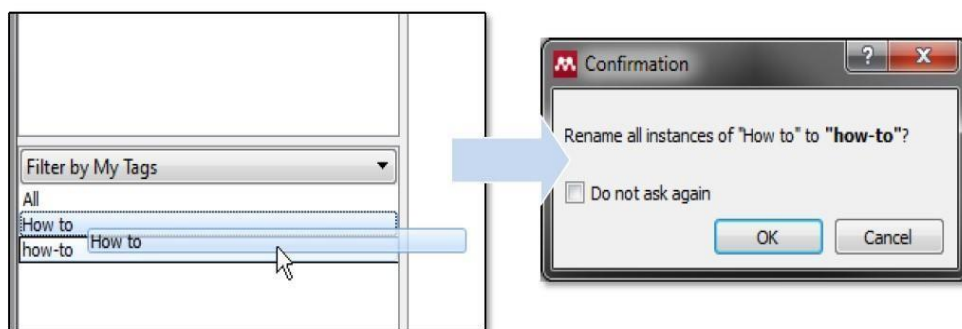 Filter by My Tags
All
How to
how-to
How to
Confirmation
?
X
Rename all instances of "How to" to "how-to"?
Do not ask again
OK
Cancel